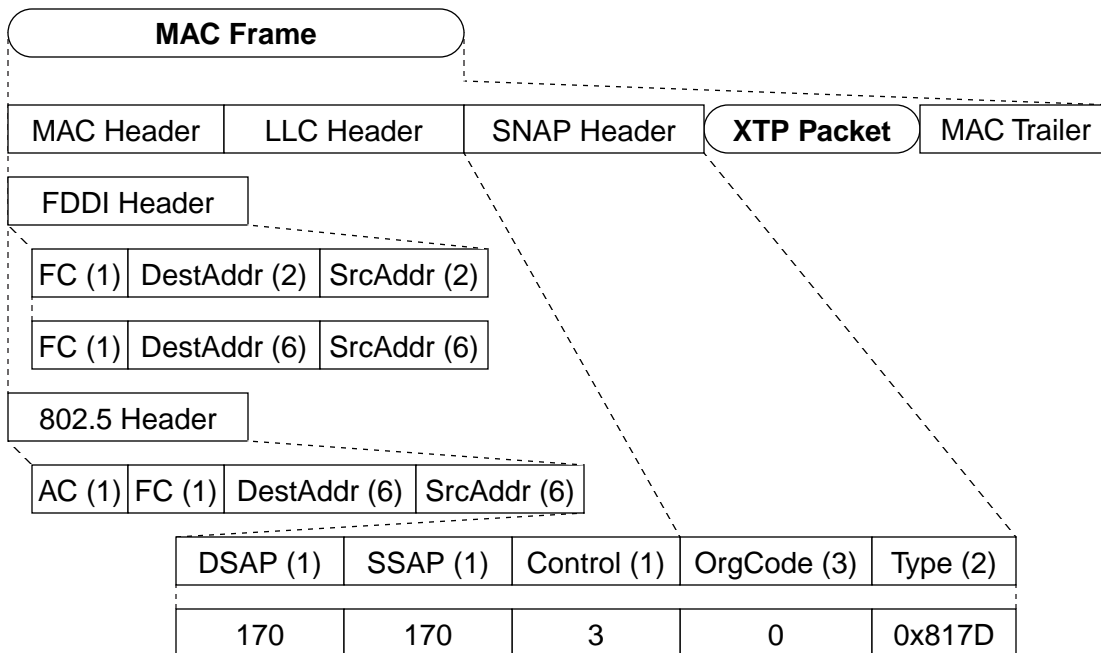 MAC Frame
MAC Header LLC Header SNAP Header XTP Packet MAC Trailer
FDDI Header
FC (1) DestAddr (2) SrcAddr (2)
FC (1) DestAddr (6) SrcAddr (6)
802.5 Header
AC (1) FC (1) DestAddr (6) SrcAddr (6)
DSAP (1) SSAP (1) Control (1) OrgCode (3) Type (2)
170 170 3 0 0x817D